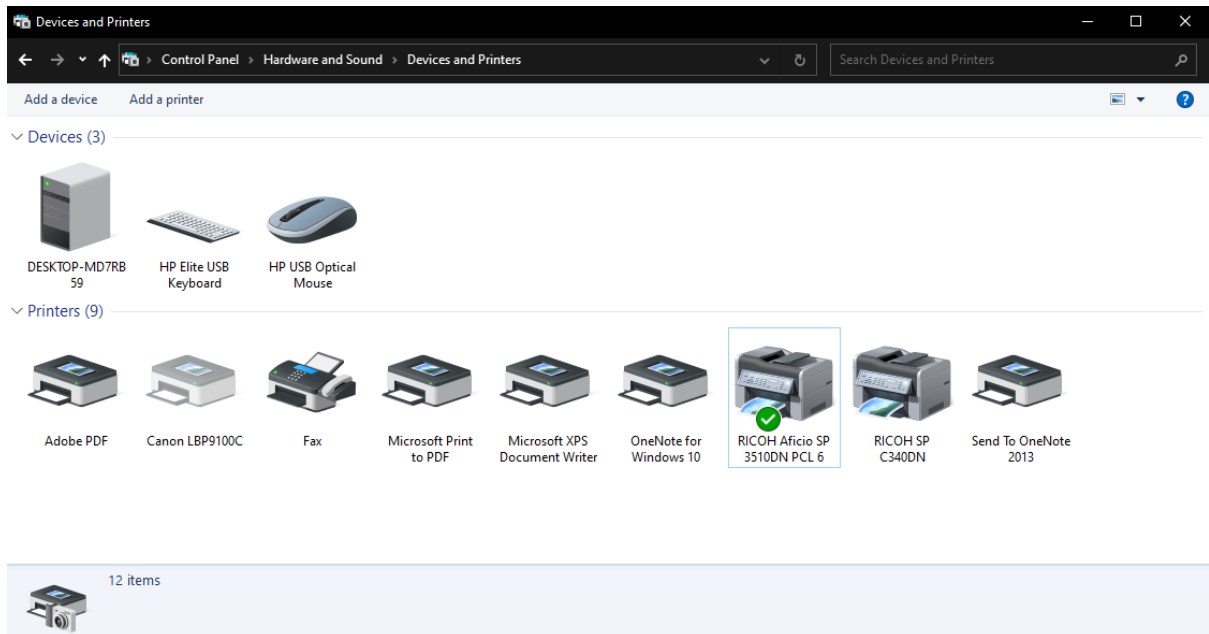 Devices and Printers
Control Panel > Hardware and Sound > Devices and Printers
Search Devices and Printers
Add a device
Add a printer
?
Devices (3)
DESKTOP-MD7RB
59
HP Elite USB
Keyboard
HP USB Optical
Mouse
Printers (9)
Adobe PDF
Canon LBP9100C
Fax
Microsoft Print
to PDF
Microsoft XPS
Document Writer
OneNote for
Windows 10
RICOH Aficio SP
3510DN PCL 6
RICOH SP
C340DN
Send To OneNote
2013
12 items